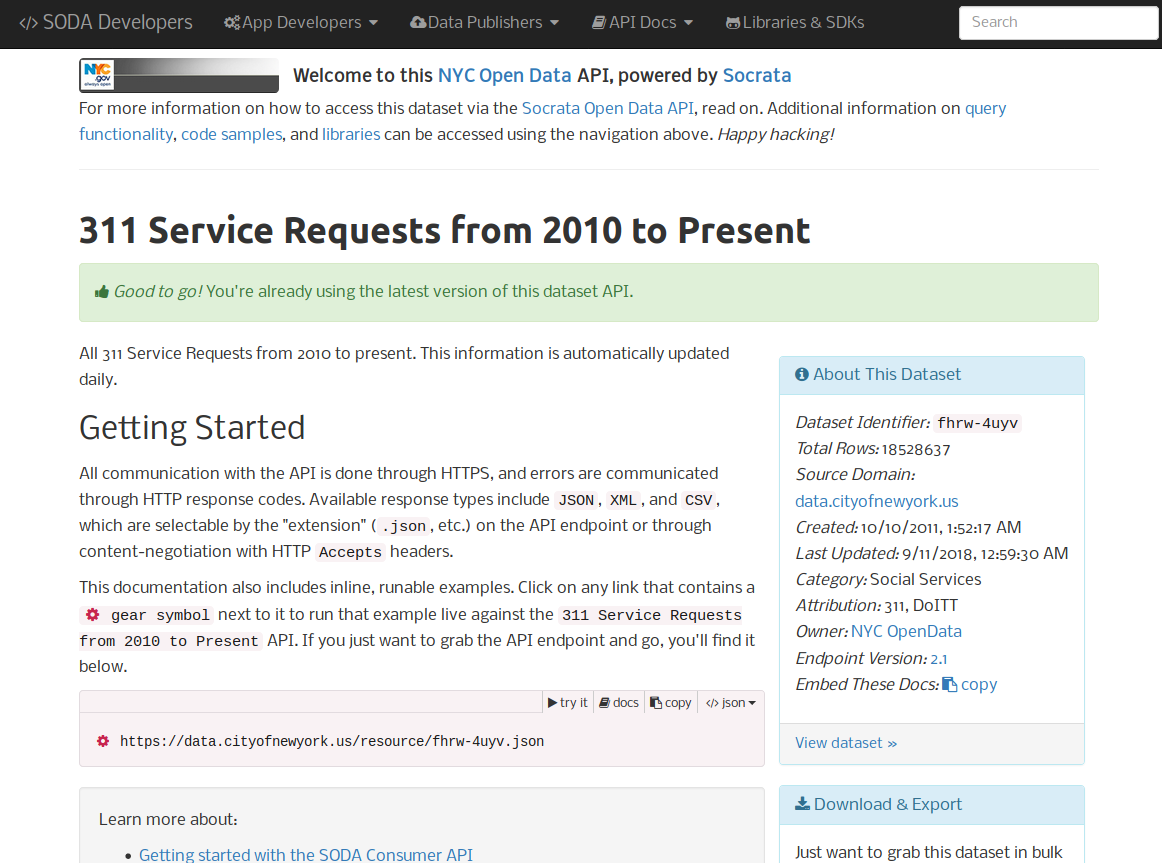 </> SODA Developers App Developers Data Publishers API Docs Libraries & SDKs Search
NYC
.gov
always open
Welcome to this NYC Open Data API, powered by Socrata
For more information on how to access this dataset via the Socrata Open Data API, read on. Additional information on query
functionality, code samples, and libraries can be accessed using the navigation above. Happy hacking!
311 Service Requests from 2010 to Present
Good to go! You're already using the latest version of this dataset API.
All 311 Service Requests from 2010 to present. This information is automatically updated
daily.
Getting Started
All communication with the API is done through HTTPS, and errors are communicated
through HTTP response codes. Available response types include JSON, XML, and CSV,
which are selectable by the "extension" (.json, etc.) on the API endpoint or through
content-negotiation with HTTP Accepts headers.
This documentation also includes inline, runable examples. Click on any link that contains a
gear symbol next to it to run that example live against the 311 Service Requests
from 2010 to Present API. If you just want to grab the API endpoint and go, you'll find it
below.
try it docs copy </> json
https://data.cityofnewyork.us/resource/fhrw-4uyv.json
Learn more about:
• Getting started with the SODA Consumer API
About This Dataset
Dataset Identifier: fhrw-4uyv
Total Rows: 18528637
Source Domain:
data.cityofnewyork.us
Created: 10/10/2011, 1:52:17 AM
Last Updated: 9/11/2018, 12:59:30 AM
Category: Social Services
Attribution: 311, DoITT
Owner: NYC OpenData
Endpoint Version: 2.1
Embed These Docs: copy
View dataset »
Download & Export
Just want to grab this dataset in bulk